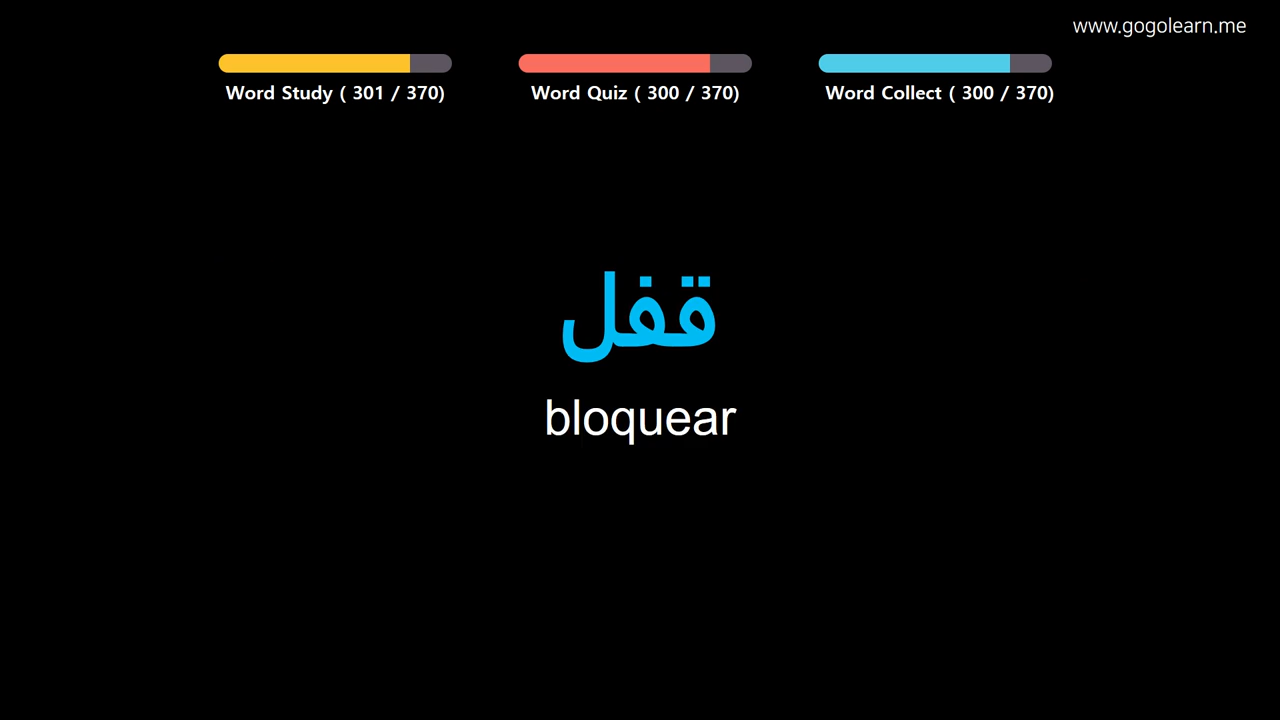 www.gogolearn.me
Word Study ( 301 / 370)
Word Quiz ( 300 / 370)
Word Collect ( 300 / 370)
قفل
bloquear